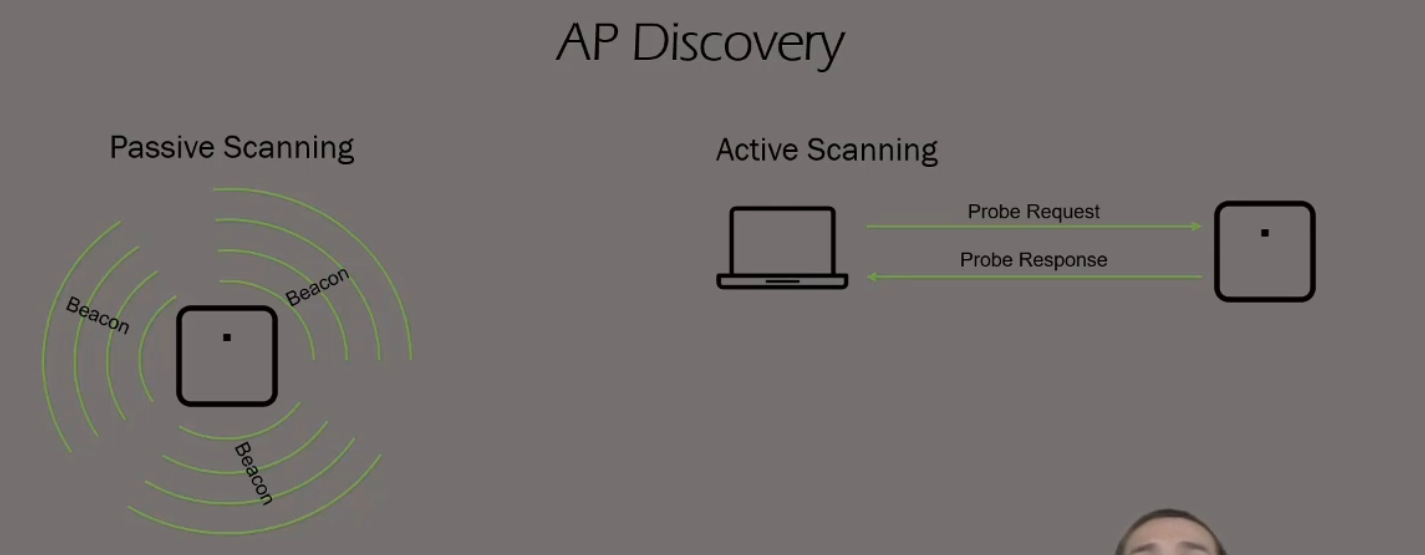 AP Discovery
Passive Scanning
Beacon
Beacon
Beacon
Active Scanning
Probe Request
Probe Response